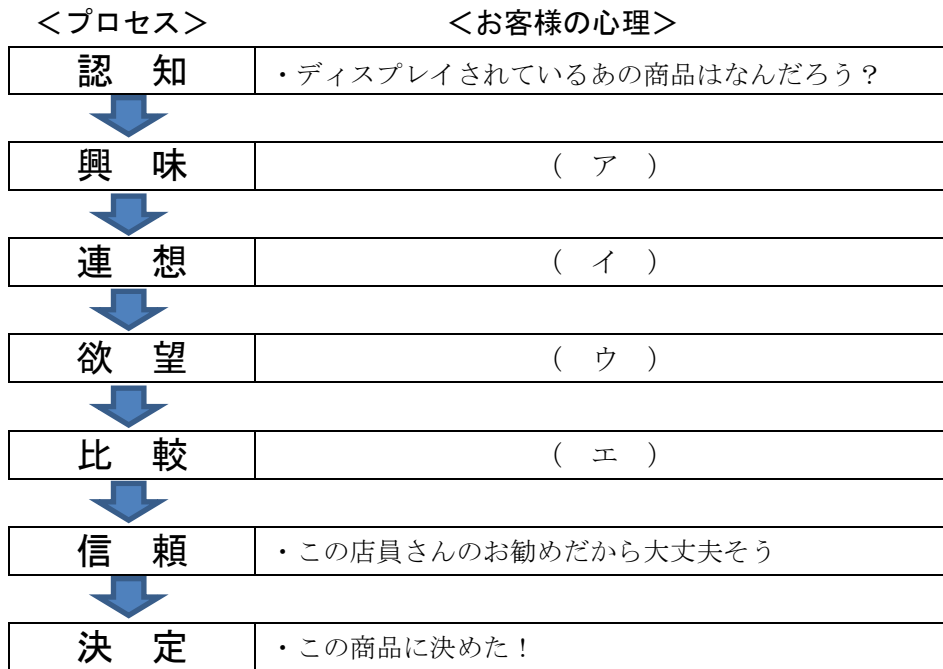 ＜プロセス＞ ＜お客様の心理＞
認 知 ・ディスプレイされているあの商品はなんだろう？
興 味 （ ア ）
連 想 （ イ ）
欲 望 （ ウ ）
比 較 （ エ ）
信 頼 ・この店員さんのお勧めだから大丈夫そう
決 定 ・この商品に決めた！